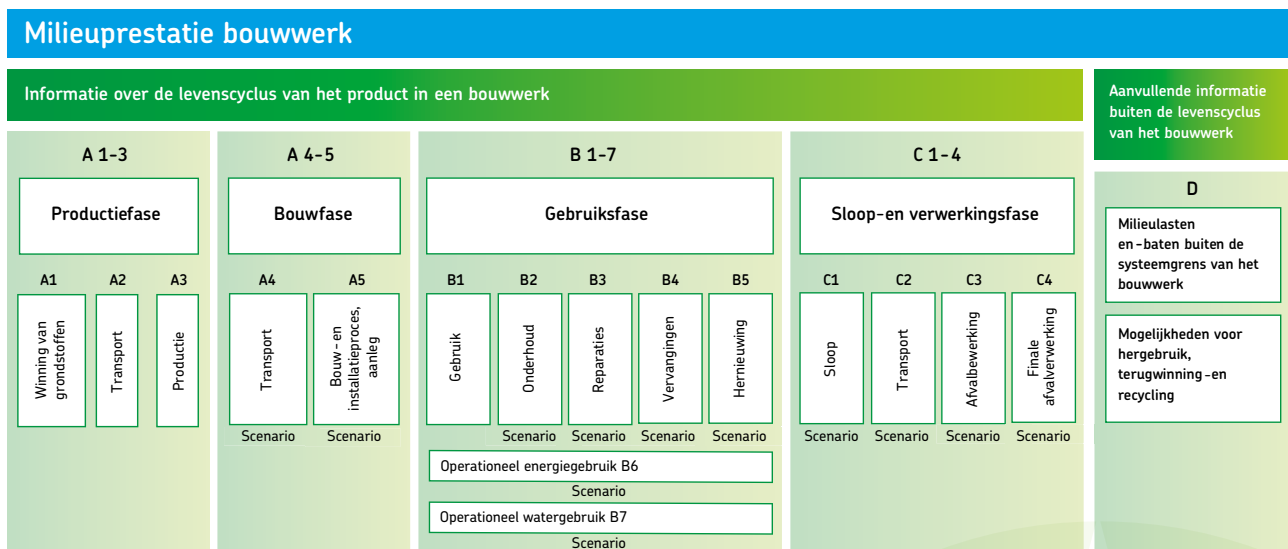 Milieuprestatie bouwwerk
Informatie over de levenscyclus van het product in een bouwwerk
Aanvullende informatie
buiten de levenscyclus
van het bouwwerk
A 1-3
Productiefase
A1
Winning van
grondstoffen
A2
Transport
A3
Productie
A 4-5
Bouwfase
A4
Transport
Scenario
A5
Bouw- en
installatieproces,
aanleg
Scenario
B 1-7
Gebruiksfase
B1
Gebruik
B2
Onderhoud
Scenario
B3
Reparaties
Scenario
B4
Vervangingen
Scenario
B5
Hernieuwing
Scenario
Operationeel energiegebruik B6
Scenario
Operationeel watergebruik B7
Scenario
C 1-4
Sloop-en verwerkingsfase
C1
Sloop
Scenario
C2
Transport
Scenario
C3
Afvalbewerking
Scenario
C4
Finale
afvalverwerking
Scenario
D
Milieulasten
en-baten buiten de
systeemgrens van het
bouwwerk
Mogelijkheden voor
hergebruik,
terugwinning-en
recycling